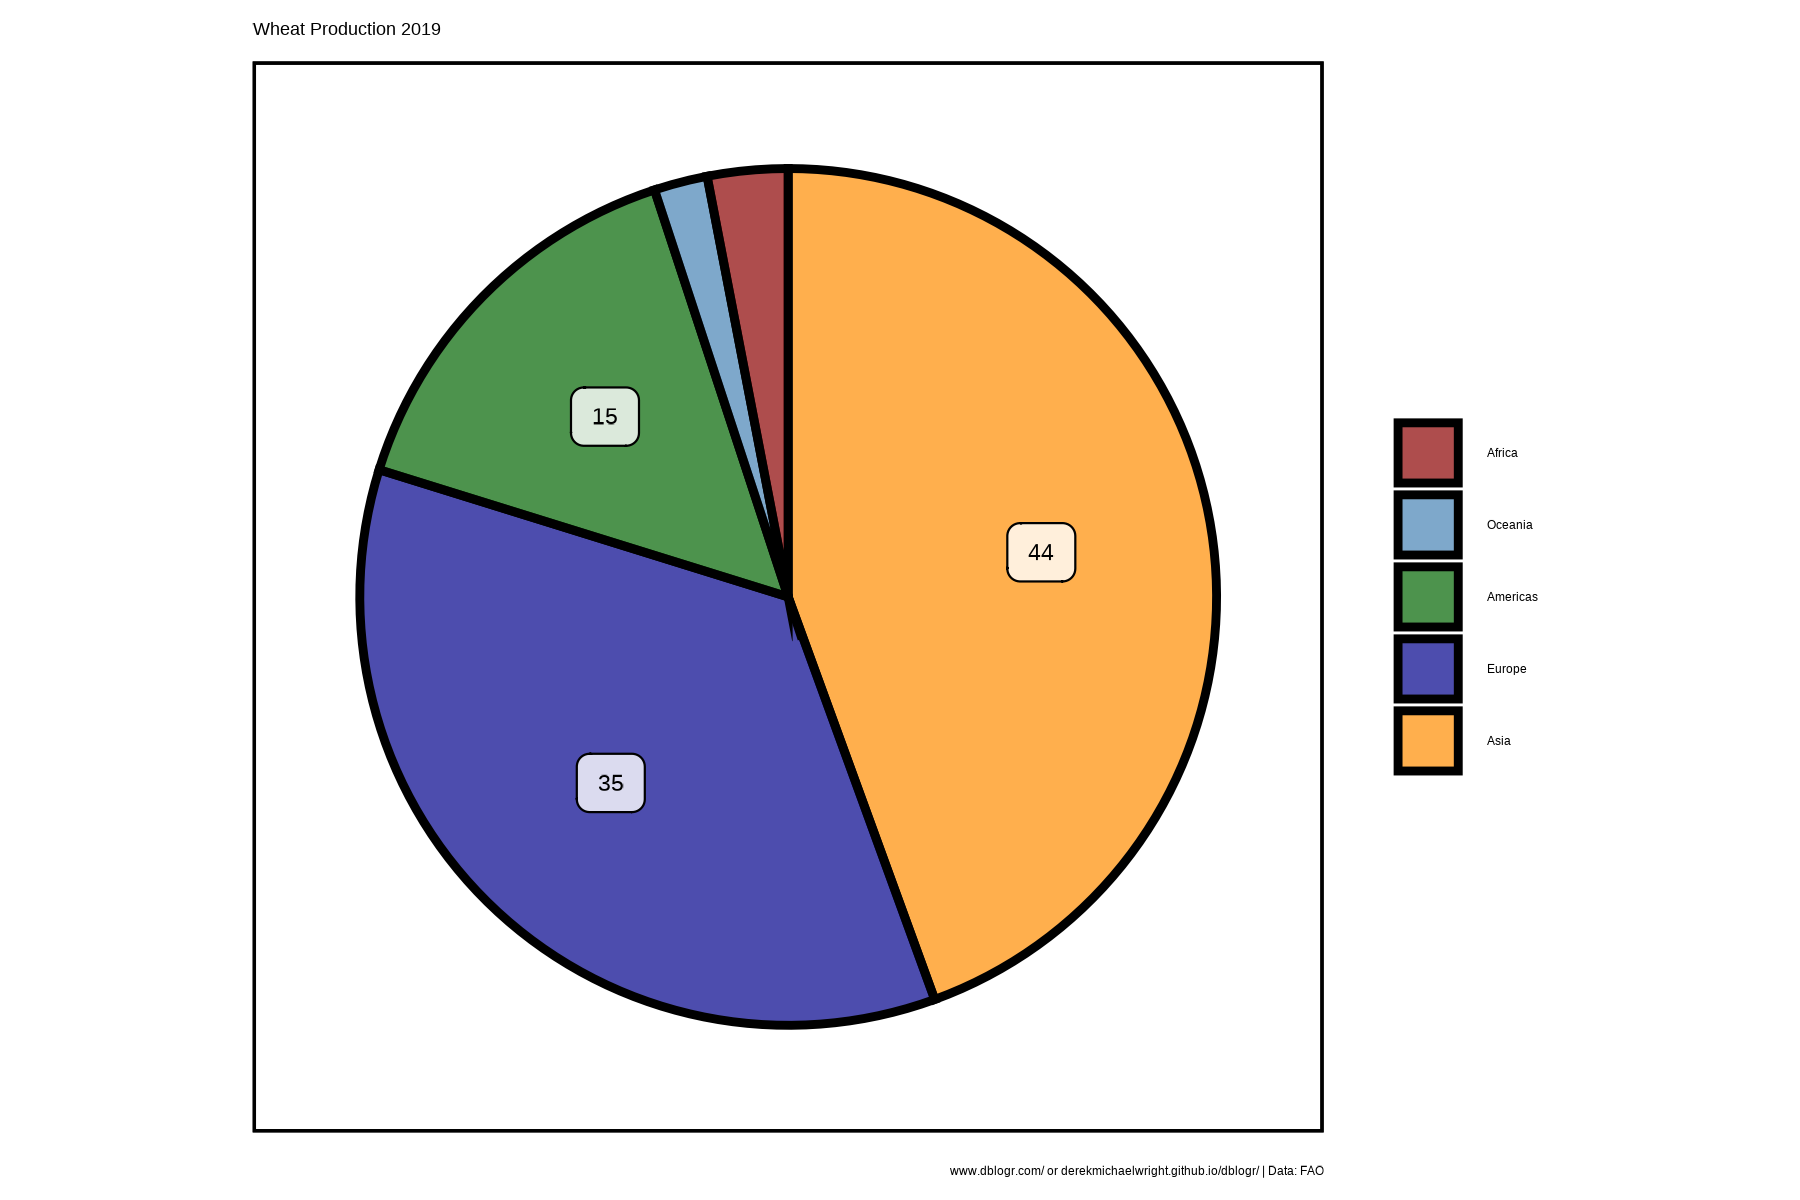 Wheat Production 2019
15
44
35
Africa
Oceania
Americas
Europe
Asia
www.dblogr.com/ or derekmichaelwright.github.io/dblogr/ | Data: FAO